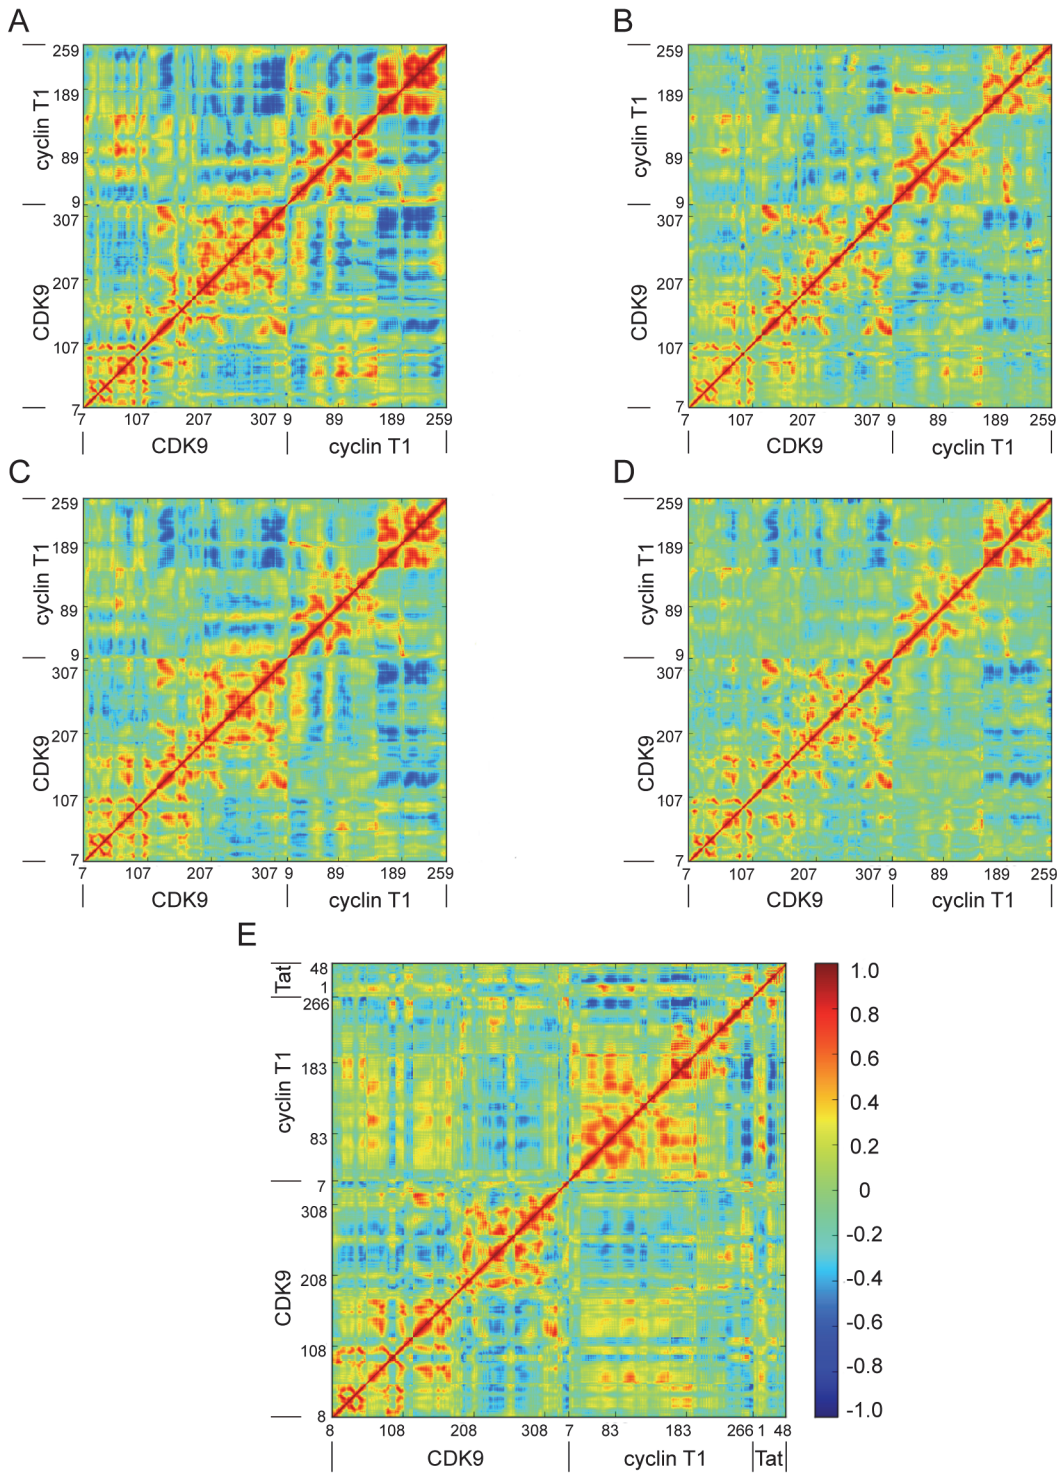 A
259
189
89
9
307
207
107
7
cyclin T1
CDK9
7 107 207 307 9 89 189 259
CDK9 cyclin T1
B
259
189
89
9
307
207
107
7
cyclin T1
CDK9
7 107 207 307 9 89 189 259
CDK9 cyclin T1
C
259
189
89
9
307
207
107
7
cyclin T1
CDK9
7 107 207 307 9 89 189 259
CDK9 cyclin T1
D
259
189
89
9
307
207
107
7
cyclin T1
CDK9
7 107 207 307 9 89 189 259
CDK9 cyclin T1
E
48
1
266
183
83
7
308
208
108
8
Tat
cyclin T1
CDK9
8 108 208 308 7 83 183 266 1 48
CDK9 cyclin T1 Tat
1.0
0.8
0.6
0.4
0.2
0
-0.2
-0.4
-0.6
-0.8
-1.0